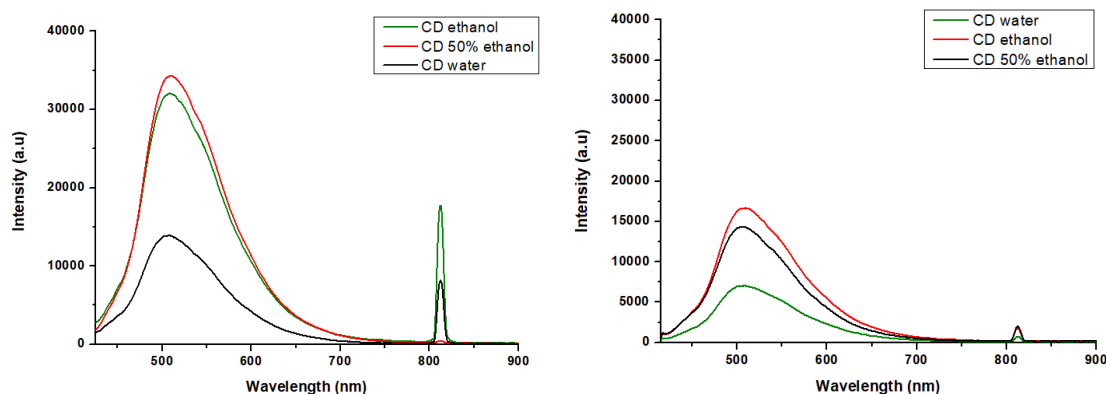 40000
30000
20000
10000
0
Intensity (a.u)
CD ethanol
CD 50% ethanol
CD water
500 600 700 800 900
Wavelength (nm)
40000
35000
30000
25000
20000
15000
10000
5000
0
Intensity (a.u)
CD water
CD ethanol
CD 50% ethanol
500 600 700 800 900
Wavelength (nm)